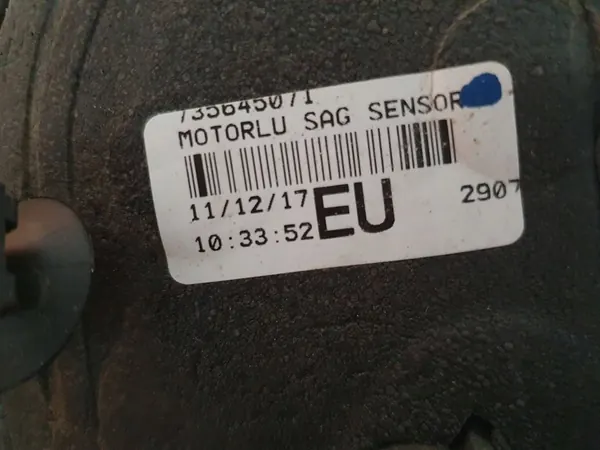 735645071
MOTORLU SAG SENSOR
11/12/17 EU 2907
10:33:52